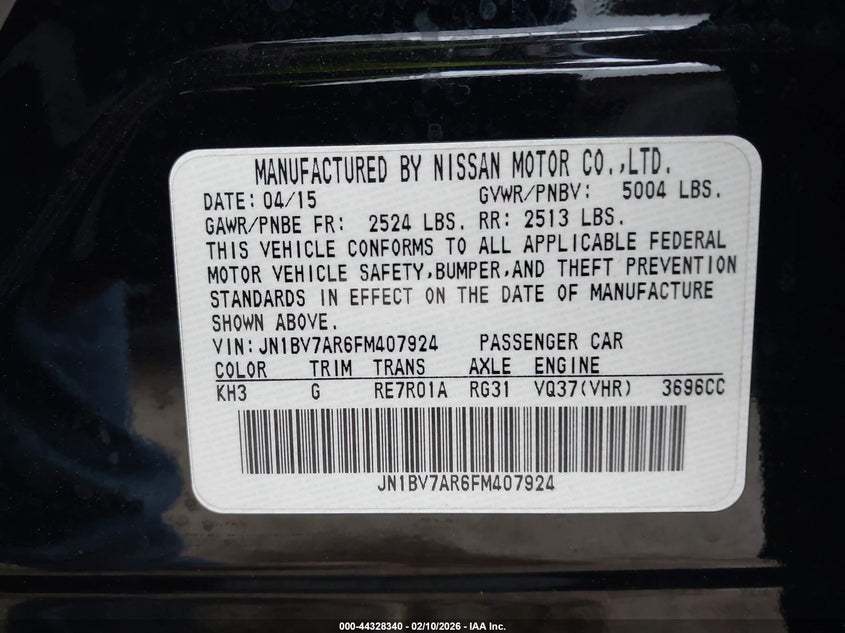 MANUFACTURED BY NISSAN MOTOR CO.,LTD.
DATE: 04/15 GVWR/PNBV: 5004 LBS.
GAWR/PNBE FR: 2524 LBS. RR: 2513 LBS.
THIS VEHICLE CONFORMS TO ALL APPLICABLE FEDERAL
MOTOR VEHICLE SAFETY,BUMPER,AND THEFT PREVENTION
STANDARDS IN EFFECT ON THE DATE OF MANUFACTURE
SHOWN ABOVE.
VIN: JN1BV7AR6FM407924 PASSENGER CAR
COLOR TRIM TRANS AXLE ENGINE
KH3 G RE7R01A RG31 VQ37(VHR) 3696CC
JN1BV7AR6FM407924
000-44328340 — 02/10/2026 — IAA Inc.